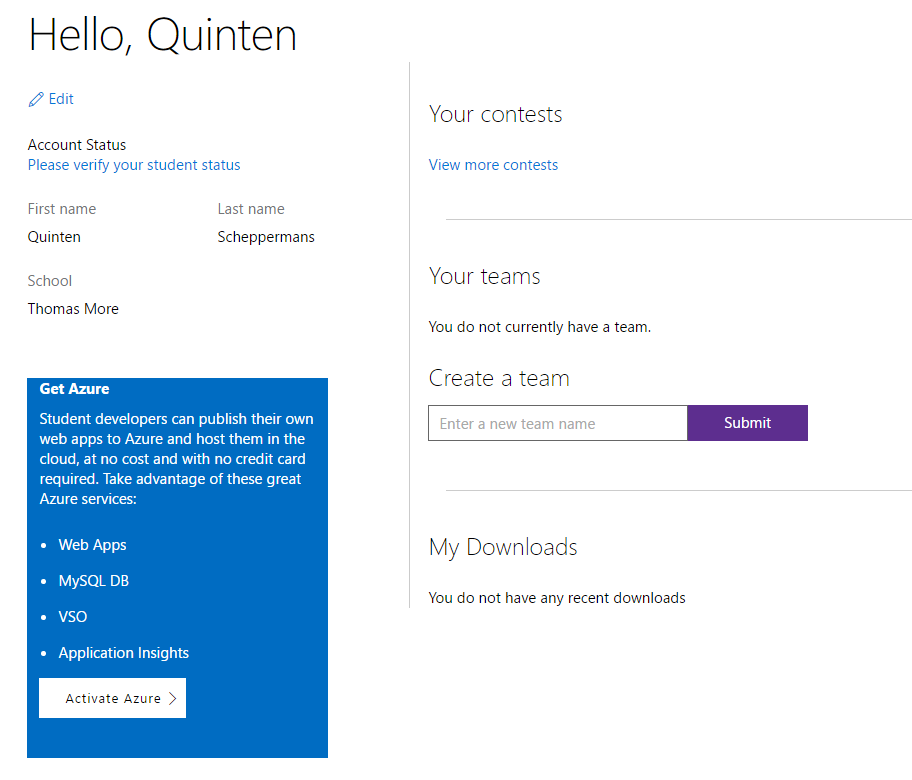 Hello, Quinten
Edit
Account Status
Please verify your student status
First name
Last name
Quinten
Scheppermans
School
Thomas More
Get Azure
Student developers can publish their own
web apps to Azure and host them in the
cloud, at no cost and with no credit card
required. Take advantage of these great
Azure services:
• Web Apps
• MySQL DB
• VSO
• Application Insights
Activate Azure
Your contests
View more contests
Your teams
You do not currently have a team.
Create a team
Enter a new team name
Submit
My Downloads
You do not have any recent downloads